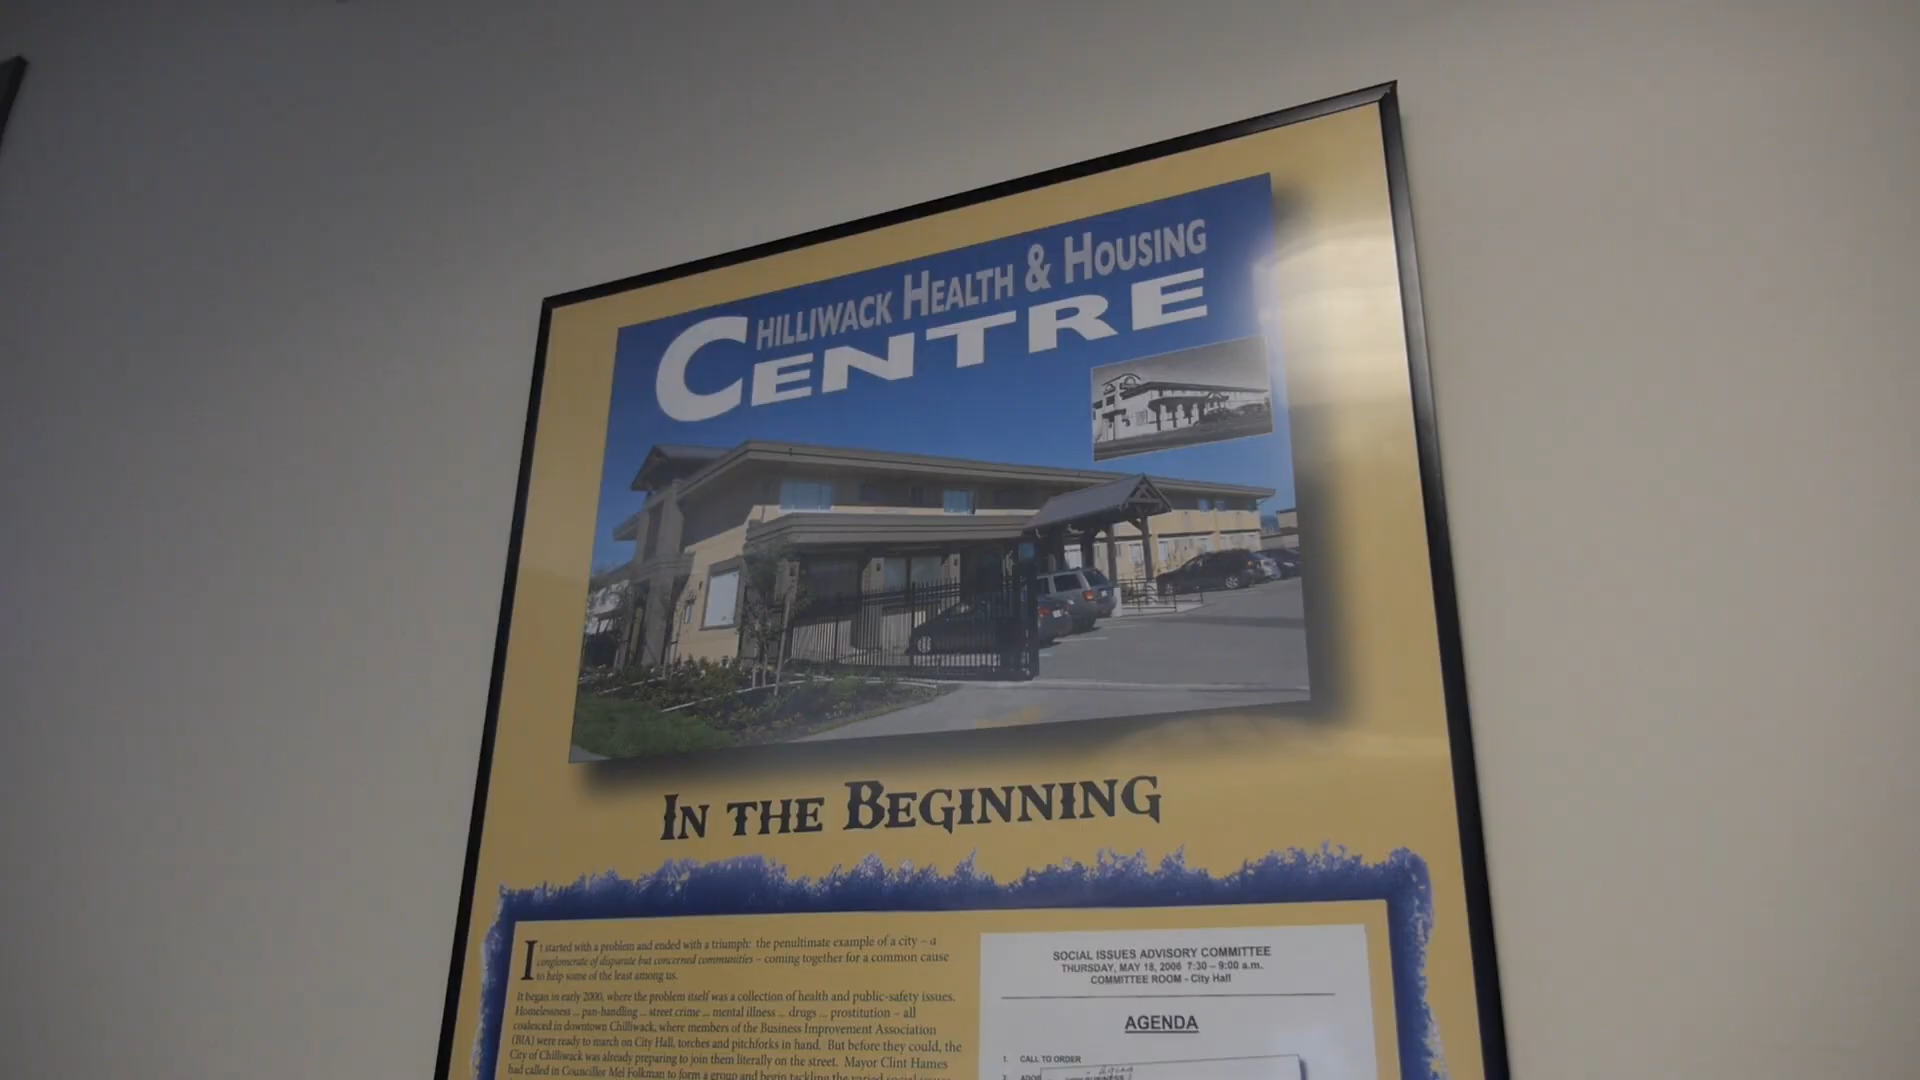 CHILLIWACK HEALTH & HOUSING
CENTRE
IN THE BEGINNING
It started with a problem and ended with a triumph: the penultimate example of a city – a
conglomerate of disparate but concerned communities – coming together for a common cause
to help some of the least among us.
It began in early 2000, where the problem itself was a collection of health and public-safety issues.
Homelessness ... pan-handling ... street crime ... mental illness ... drugs ... prostitution – all
coalesced in downtown Chilliwack, where members of the Business Improvement Association
(BIA) were ready to march on City Hall, torches and pitchforks in hand. But before they could, the
City of Chilliwack was already preparing to join them literally on the street. Mayor Clint Hames
had called in Councillor Mel Folkman to form a group and begin tackling the varied social
SOCIAL ISSUES ADVISORY COMMITTEE
THURSDAY, MAY 18, 2006 7:30 – 9:00 a.m.
COMMITTEE ROOM - City Hall
AGENDA
1. CALL TO ORDER
2.